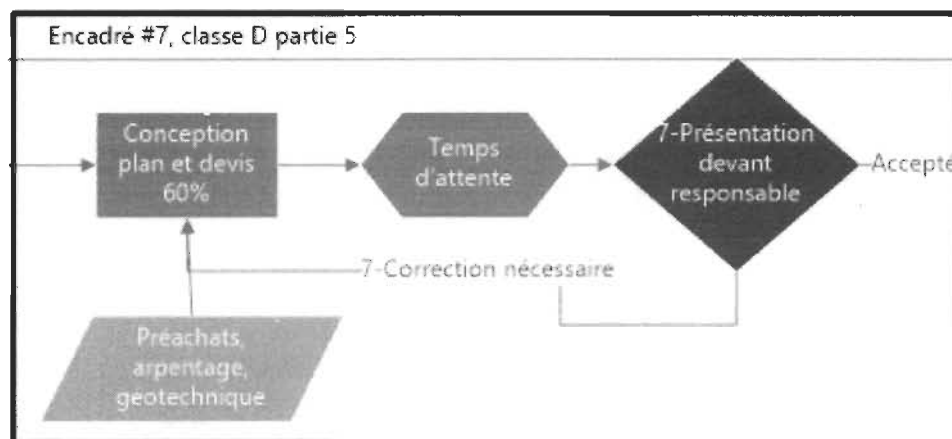 Encadré #7, classe D partie 5
Conception
plan et devis
60%
Temps
d'attente
7-Présentation
devant
responsable
Accepté
7-Correction nécessaire
Préachats,
arpentage,
géotechnique